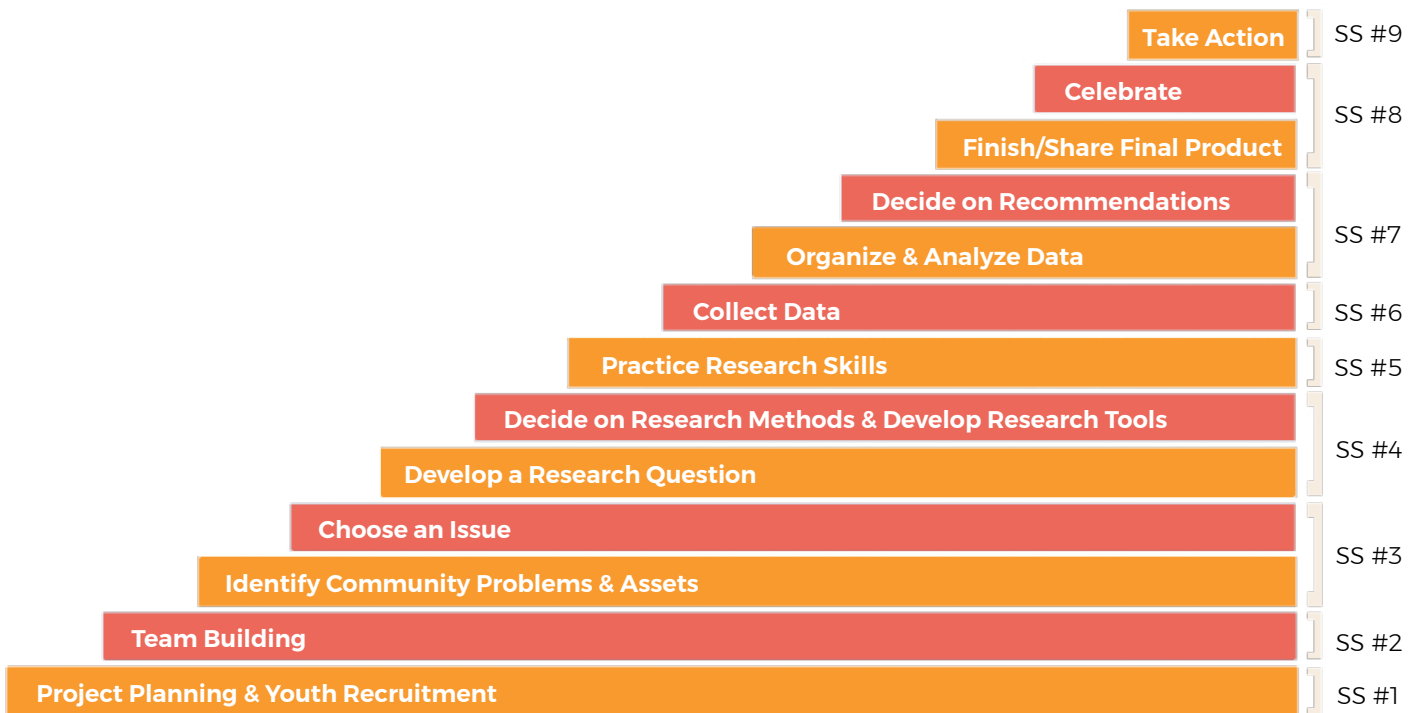 Take Action
SS #9
Celebrate
SS #8
Finish/Share Final Product
Decide on Recommendations
SS #7
Organize & Analyze Data
Collect Data
SS #6
Practice Research Skills
SS #5
Decide on Research Methods & Develop Research Tools
SS #4
Develop a Research Question
Choose an Issue
SS #3
Identify Community Problems & Assets
Team Building
SS #2
Project Planning & Youth Recruitment
SS #1